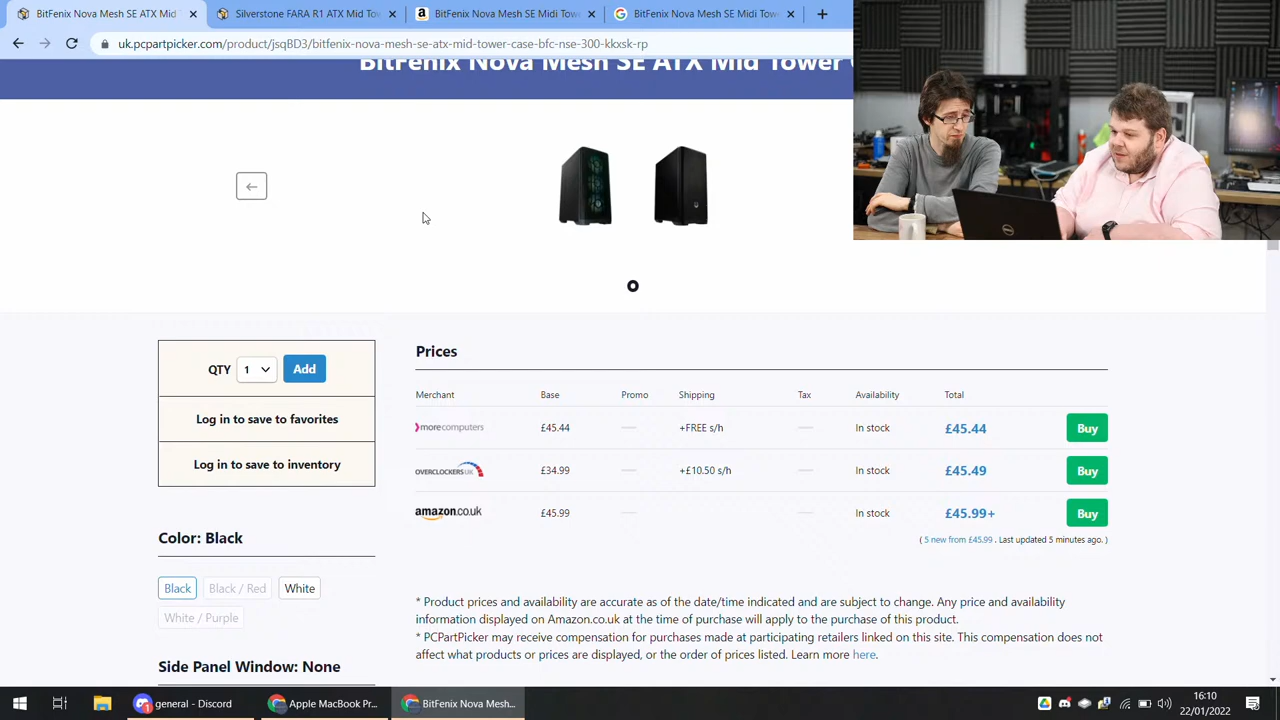 BitFenix Nova Mesh SE ATX Mid
Silverstone FARA R1 ATX Mid To
BitFenix Nova Mesh SE Midi Tow
BitFenix Nova Mesh SE Midi Tow
uk.pcpartpicker.com/product/jsqBD3/bitfenix-nova-mesh-se-atx-mid-tower-case-bfc-nse-300-kkxsk-rp
BitFenix Nova Mesh SE ATX Mid Tower
QTY 1 Add
Log in to save to favorites
Log in to save to inventory
Color: Black
Black Black / Red White
White / Purple
Side Panel Window: None
Prices
Merchant Base Promo Shipping Tax Availability Total
morecomputers £45.44 +FREE s/h In stock £45.44 Buy
OVERCLOCKERS UK £34.99 +£10.50 s/h In stock £45.49 Buy
amazon.co.uk £45.99 In stock £45.99+ Buy
( 5 new from £45.99 . Last updated 5 minutes ago. )
* Product prices and availability are accurate as of the date/time indicated and are subject to change. Any price and availability
information displayed on Amazon.co.uk at the time of purchase will apply to the purchase of this product.
* PCPartPicker may receive compensation for purchases made at participating retailers linked on this site. This compensation does not
affect what products or prices are displayed, or the order of prices listed. Learn more here.
general - Discord
Apple MacBook Pr...
BitFenix Nova Mesh...
16:10
22/01/2022